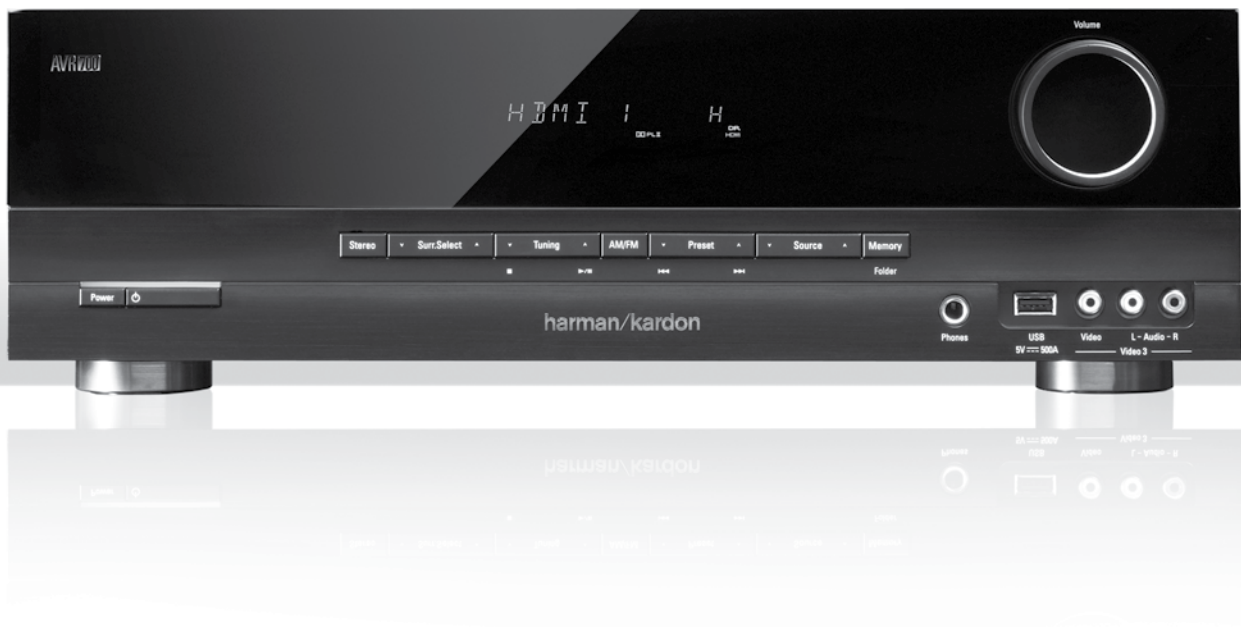 Volume
AVR 700
HDMI 1 H
DPLII
Stereo Surr.Select Tuning AM/FM Preset Source Memory
Folder
Power
harman/kardon
Phones USB Video L - Audio - R
5V 500A Video 3